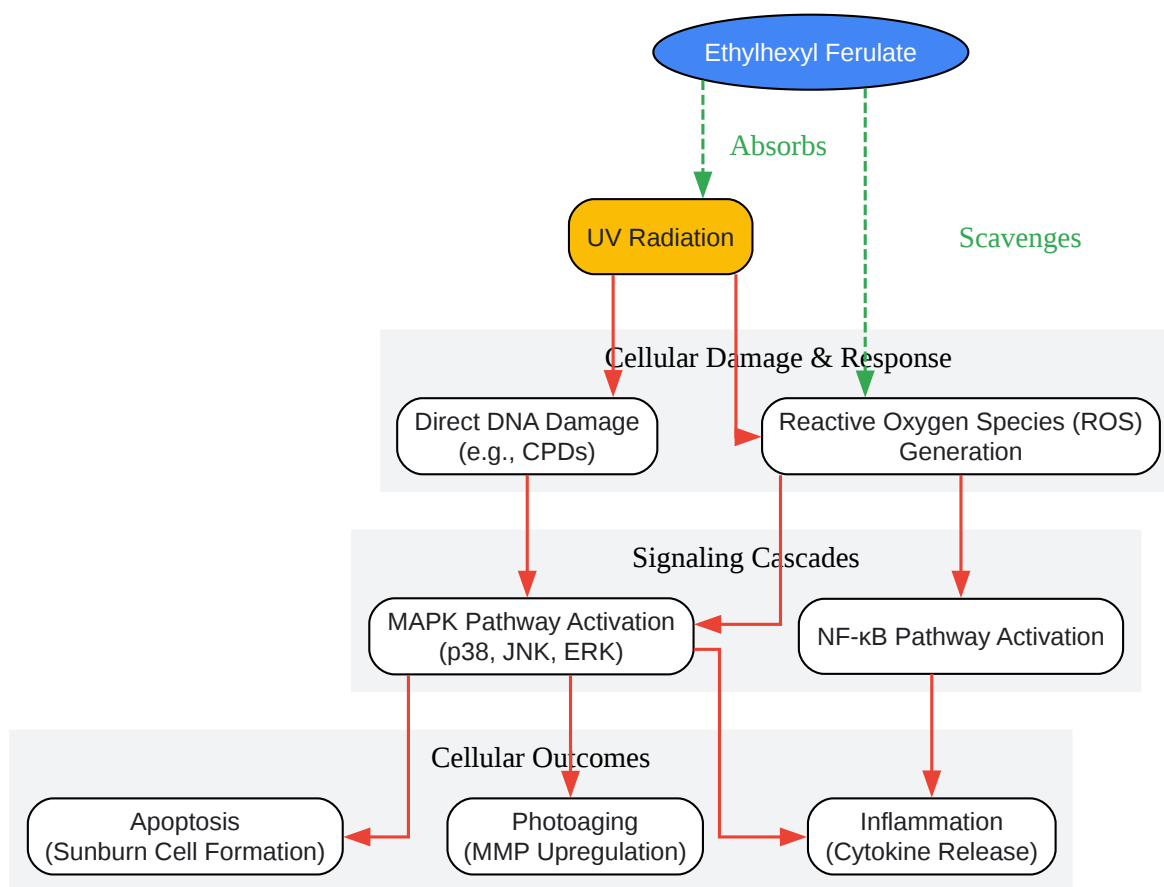 Ethylhexyl Ferulate
Absorbs
UV Radiation
Scavenges
Cellular Damage & Response
Direct DNA Damage
(e.g., CPDs)
Reactive Oxygen Species (ROS)
Generation
Signaling Cascades
MAPK Pathway Activation
(p38, JNK, ERK)
NF-κB Pathway Activation
Cellular Outcomes
Apoptosis
(Sunburn Cell Formation)
Photoaging
(MMP Upregulation)
Inflammation
(Cytokine Release)